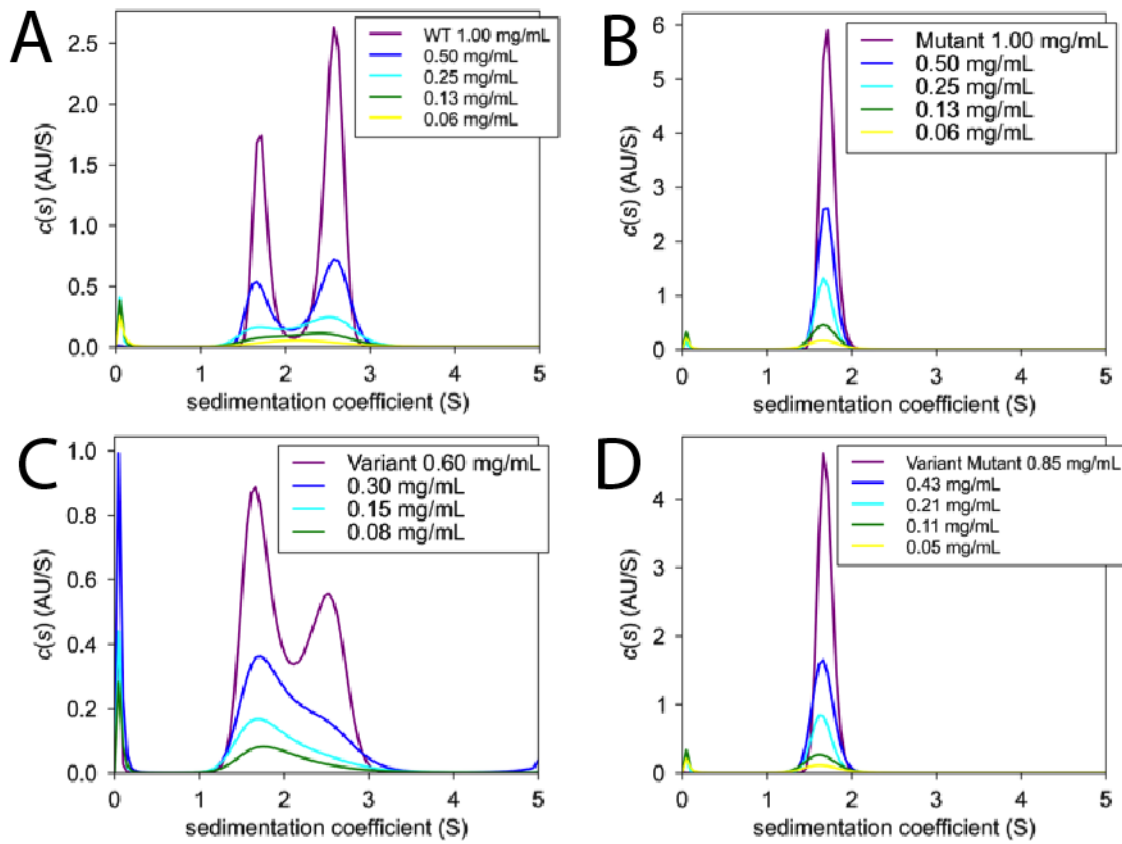 A
WT 1.00 mg/mL
0.50 mg/mL
0.25 mg/mL
0.13 mg/mL
0.06 mg/mL
2.5
2.0
1.5
1.0
0.5
0.0
c(s) (AU/S)
0 1 2 3 4 5
sedimentation coefficient (S)
B
Mutant 1.00 mg/mL
0.50 mg/mL
0.25 mg/mL
0.13 mg/mL
0.06 mg/mL
6
5
4
3
2
1
0
c(s) (AU/S)
0 1 2 3 4 5
sedimentation coefficient (S)
C
Variant 0.60 mg/mL
0.30 mg/mL
0.15 mg/mL
0.08 mg/mL
1.0
0.8
0.6
0.4
0.2
0.0
c(s) (AU/S)
0 1 2 3 4 5
sedimentation coefficient (S)
D
Variant Mutant 0.85 mg/mL
0.43 mg/mL
0.21 mg/mL
0.11 mg/mL
0.05 mg/mL
4
3
2
1
0
c(s) (AU/S)
0 1 2 3 4 5
sedimentation coefficient (S)